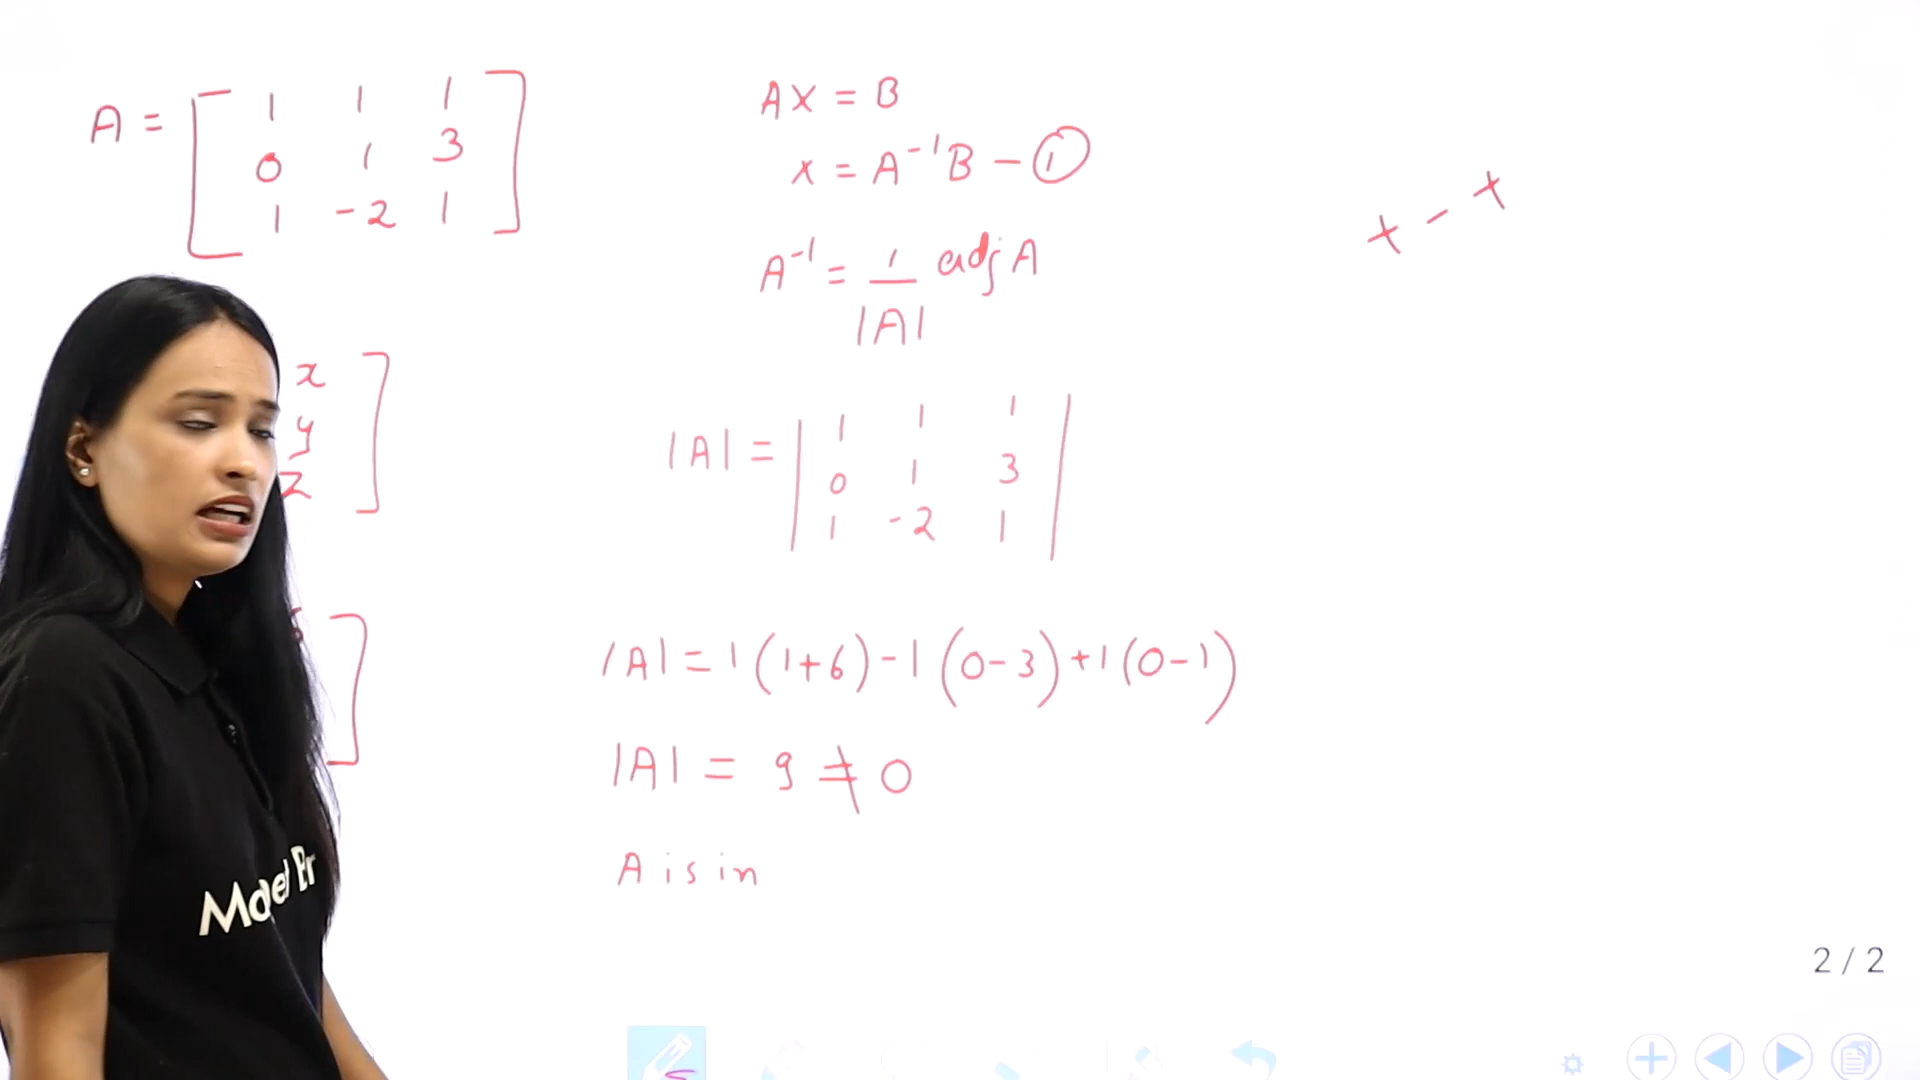 A = [ 1 1 1
0 1 3
1 -2 1 ]
x
y
z
AX = B
x = A⁻¹B - ①
A⁻¹ = 1/|A| adj A
+ - +
|A| = | 1 1 1
0 1 3
1 -2 1 |
|A| = 1(1+6) -1(0-3) +1(0-1)
|A| = 9 ≠ 0
A is in
2 / 2